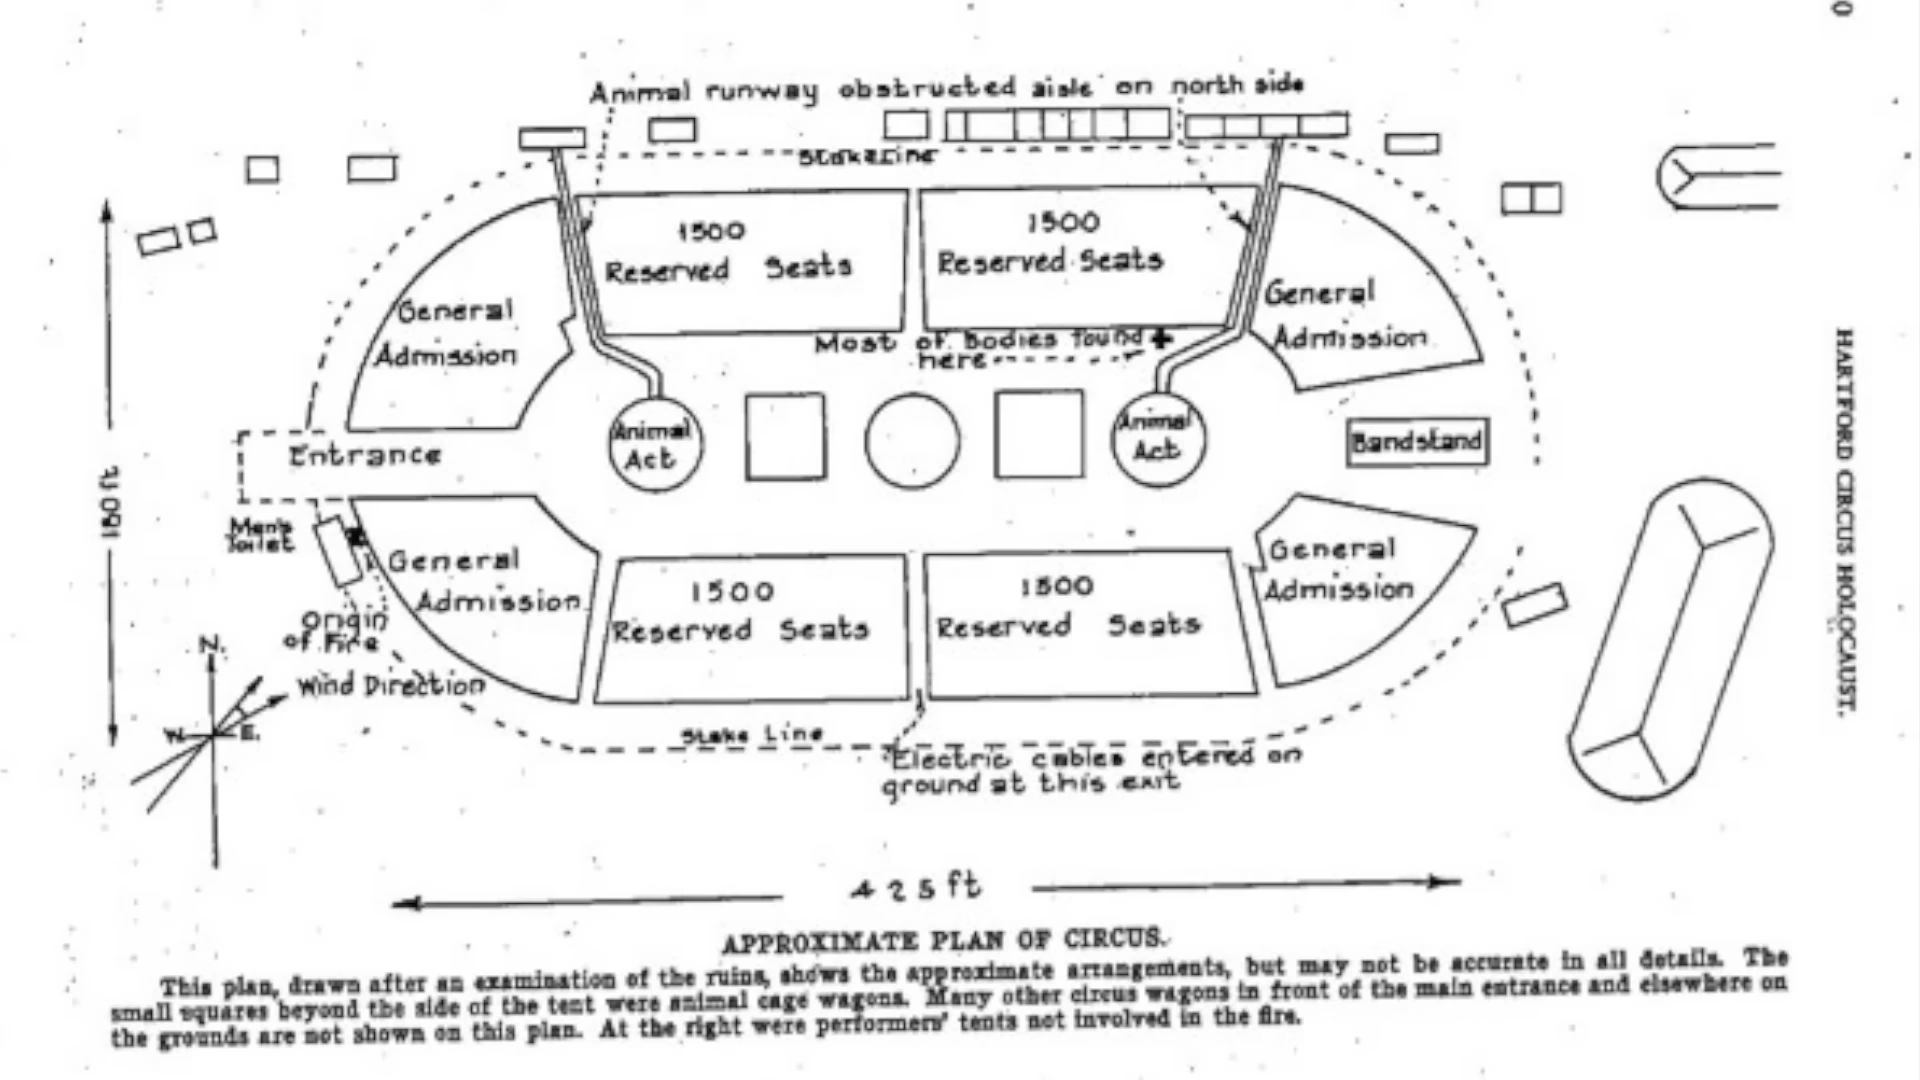 0
Animal runway obstructed aisle on north side
Stake Line
1500
Reserved Seats
1500
Reserved Seats
General
Admission
General
Admission
Most of bodies found
here
Animal
Act
Animal
Act
Bandstand
Entrance
180 ft
Men's
Toilet
General
Admission
1500
Reserved Seats
1500
Reserved Seats
General
Admission
Origin
of Fire
N.
W.
E.
Wind Direction
Stake Line
Electric cables entered on
ground at this exit
425 ft
HARTFORD CIRCUS HOLOCAUST.
APPROXIMATE PLAN OF CIRCUS.
This plan, drawn after an examination of the ruins, shows the approximate arrangements, but may not be accurate in all details. The
small squares beyond the side of the tent were animal cage wagons. Many other circus wagons in front of the main entrance and elsewhere on
the grounds are not shown on this plan. At the right were performers' tents not involved in the fire.